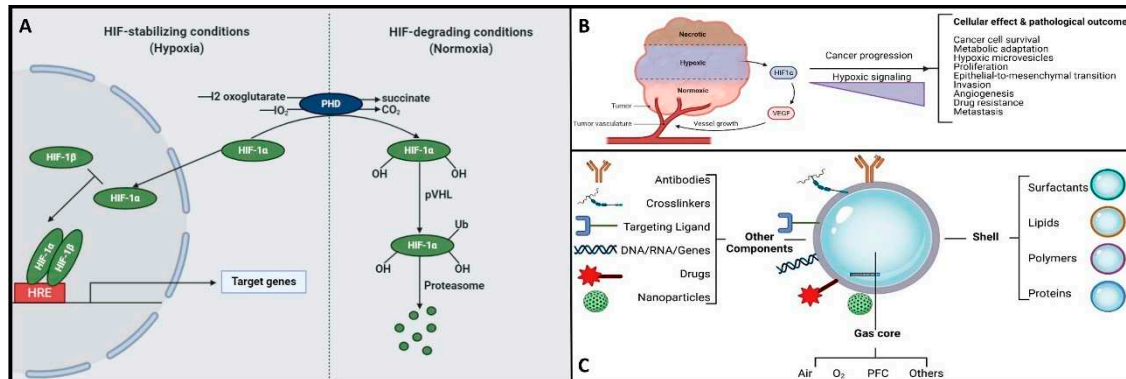 A
HIF-stabilizing conditions
(Hypoxia)
HIF-degrading conditions
(Normoxia)
I2 oxoglutarate
IO₂
PHD
succinate
CO₂
HIF-1β
HIF-1α
HIF-1α
HIF-1α
HIF-1β
HRE
Target genes
HIF-1α
OH
OH
pVHL
Ub
HIF-1α
OH
OH
Proteasome
B
Necrotic
Hypoxic
Normoxic
Tumor
Tumor vasculature
Vessel growth
HIF1α
VEGF
Cancer progression
Hypoxic signaling
Cellular effect & pathological outcome
Cancer cell survival
Metabolic adaptation
Hypoxic microvesicles
Proliferation
Epithelial-to-mesenchymal transition
Invasion
Angiogenesis
Drug resistance
Metastasis
Antibodies
Crosslinkers
Targeting Ligand
DNA/RNA/Genes
Drugs
Nanoparticles
Other
Components
Shell
Surfactants
Lipids
Polymers
Proteins
Gas core
Air O₂ PFC Others
C